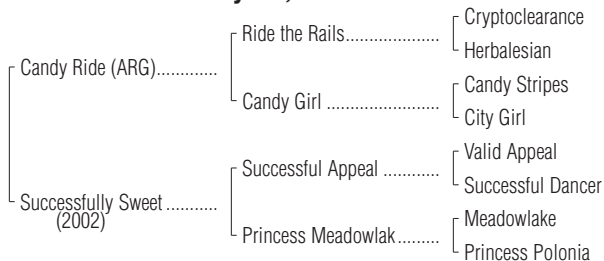 Cryptoclearance
Ride the Rails....................
Herbalesian
Candy Ride (ARG).............
Candy Stripes
Candy Girl ........................
City Girl
Valid Appeal
Successful Appeal ............
Successful Dancer
Successfully Sweet ...........
(2002)
Meadowlake
Princess Meadowlak.........
Princess Polonia